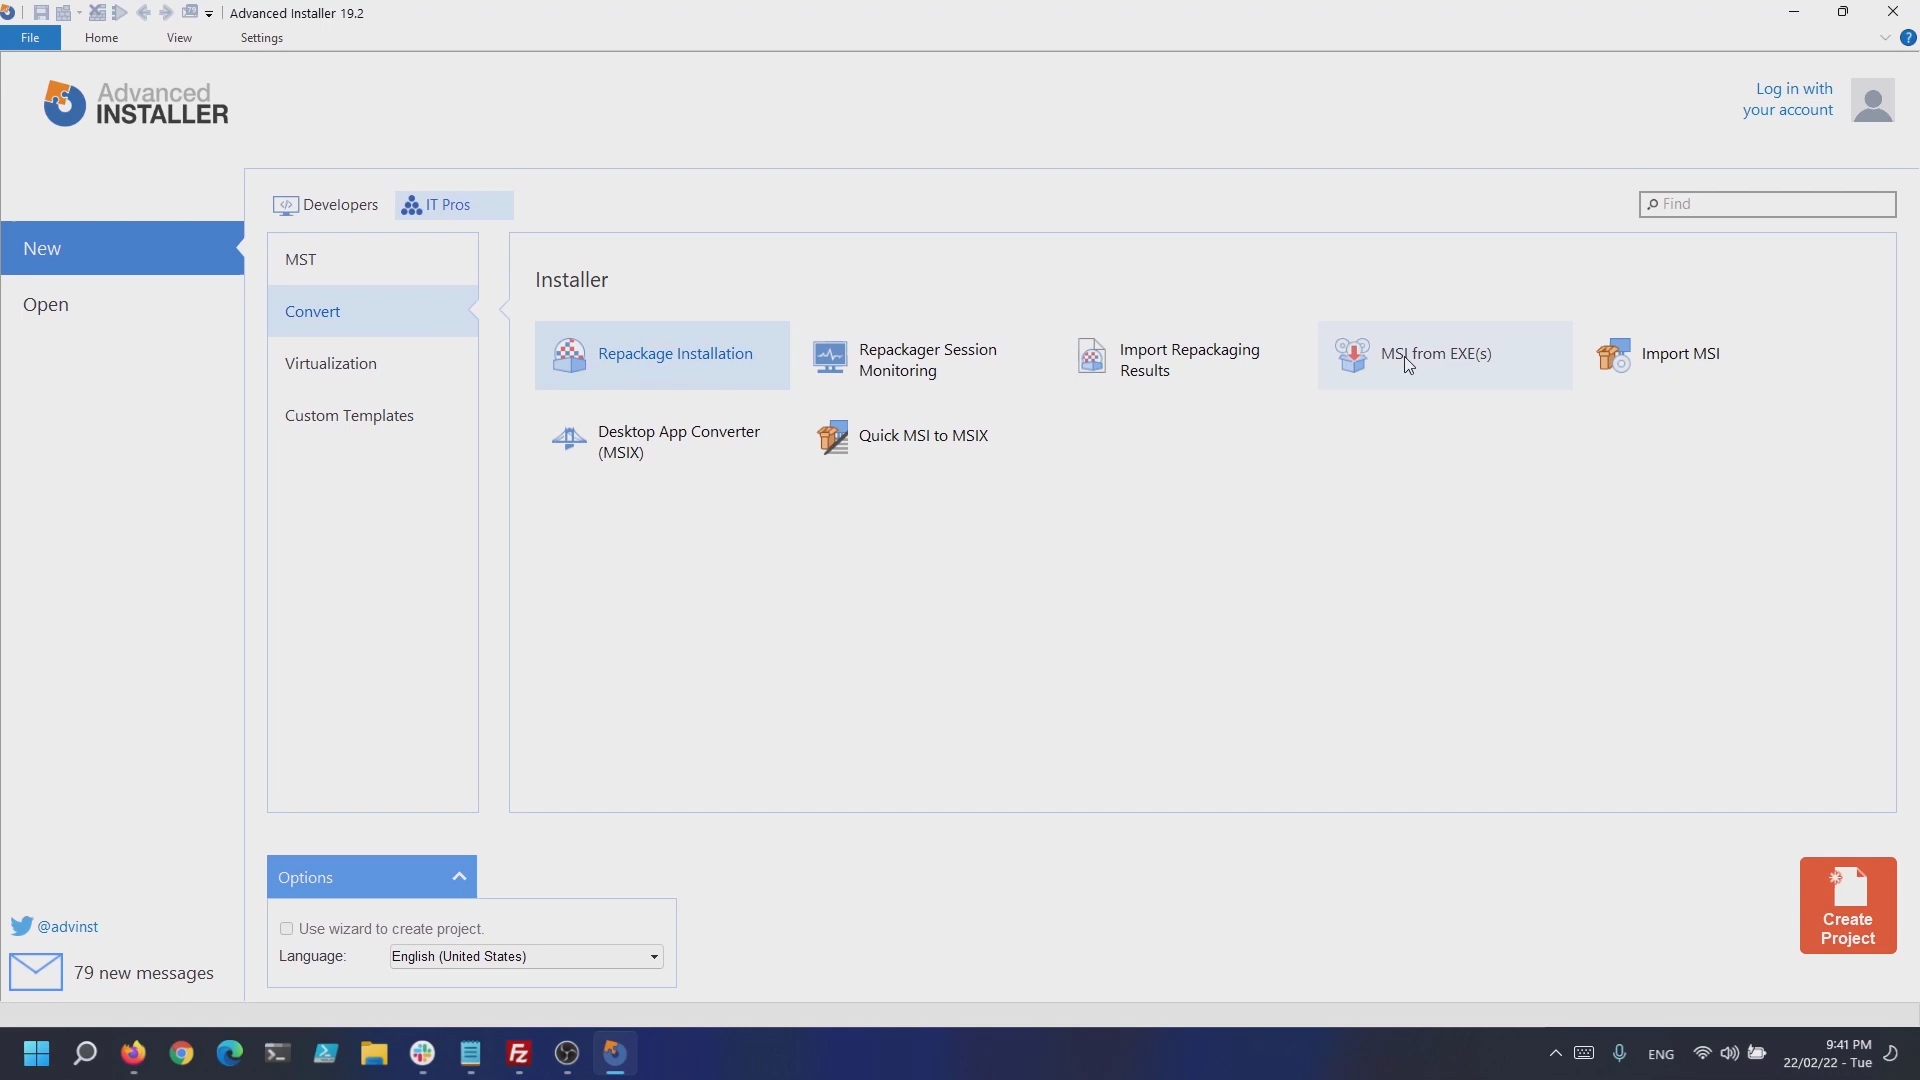 Advanced Installer 19.2
File Home View Settings
?
Advanced
INSTALLER
Log in with
your account
Developers IT Pros
Find
New
Open
MST
Convert
Virtualization
Custom Templates
Installer
Repackage Installation
Repackager Session
Monitoring
Import Repackaging
Results
MSI from EXE(s)
Import MSI
Desktop App Converter
(MSIX)
Quick MSI to MSIX
Options
Use wizard to create project.
Language: English (United States)
Create
Project
@advinst
79 new messages
Fz
ENG
9:41 PM
22/02/22 - Tue